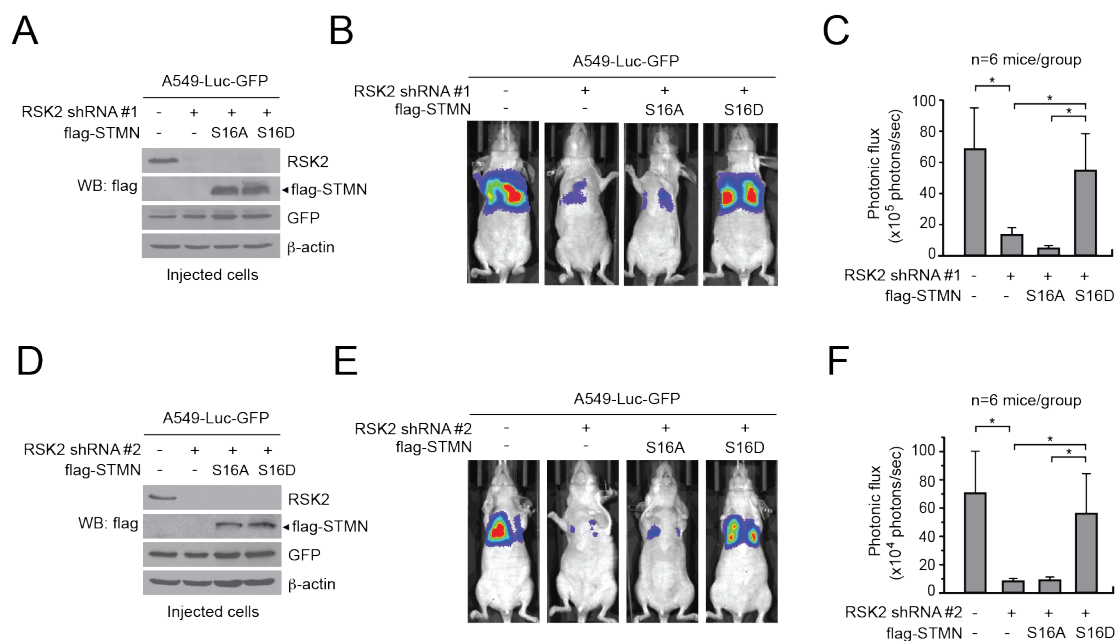 A
A549-Luc-GFP
RSK2 shRNA #1 - + + +
flag-STMN - - S16A S16D
RSK2
WB: flag ◄flag-STMN
GFP
β-actin
Injected cells
B
A549-Luc-GFP
RSK2 shRNA #1 - + + +
flag-STMN - - S16A S16D
C
n=6 mice/group
*
*
*
Photonic flux
(x10⁵ photons/sec)
100
80
60
40
20
0
RSK2 shRNA #1 - + + +
flag-STMN - - S16A S16D
D
A549-Luc-GFP
RSK2 shRNA #2 - + + +
flag-STMN - - S16A S16D
RSK2
WB: flag ◄flag-STMN
GFP
β-actin
Injected cells
E
A549-Luc-GFP
RSK2 shRNA #2 - + + +
flag-STMN - - S16A S16D
F
n=6 mice/group
*
*
*
Photonic flux
(x10⁴ photons/sec)
100
80
60
40
20
0
RSK2 shRNA #2 - + + +
flag-STMN - - S16A S16D